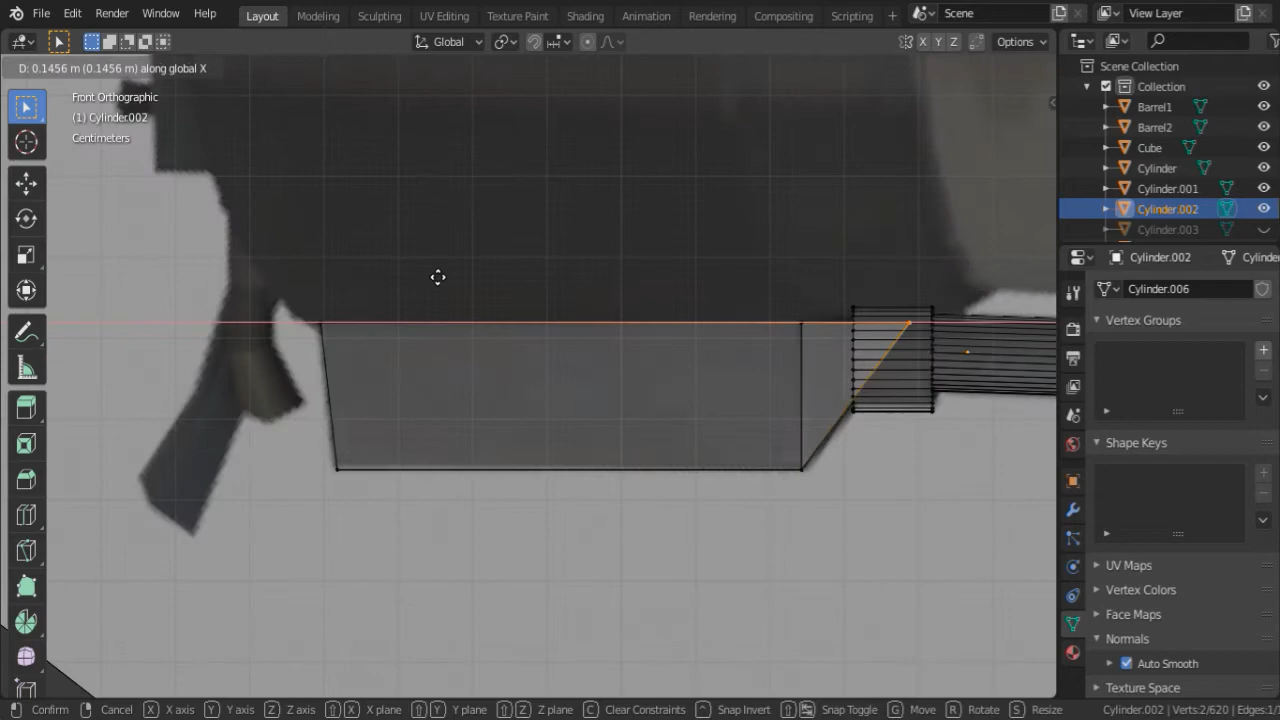 File Edit Render Window Help Layout Modeling Sculpting UV Editing Texture Paint Shading Animation Rendering Compositing Scripting + Scene View Layer
Global X Y Z Options
D: 0.1456 m (0.1456 m) along global X
Front Orthographic
(1) Cylinder.002
Centimeters
Scene Collection
Collection
Barrel1
Barrel2
Cube
Cylinder
Cylinder.001
Cylinder.002
Cylinder.003
Cylinder.002 Cylinde
Cylinder.006
Vertex Groups
Shape Keys
UV Maps
Vertex Colors
Face Maps
Normals
Auto Smooth
Texture Space
Confirm Cancel X X axis Y Y axis Z Z axis X X plane Y Y plane Z Z plane C Clear Constraints Snap Invert Snap Toggle G Move R Rotate S Resize Cylinder.002 | Verts:2/620 | Edges:1/1